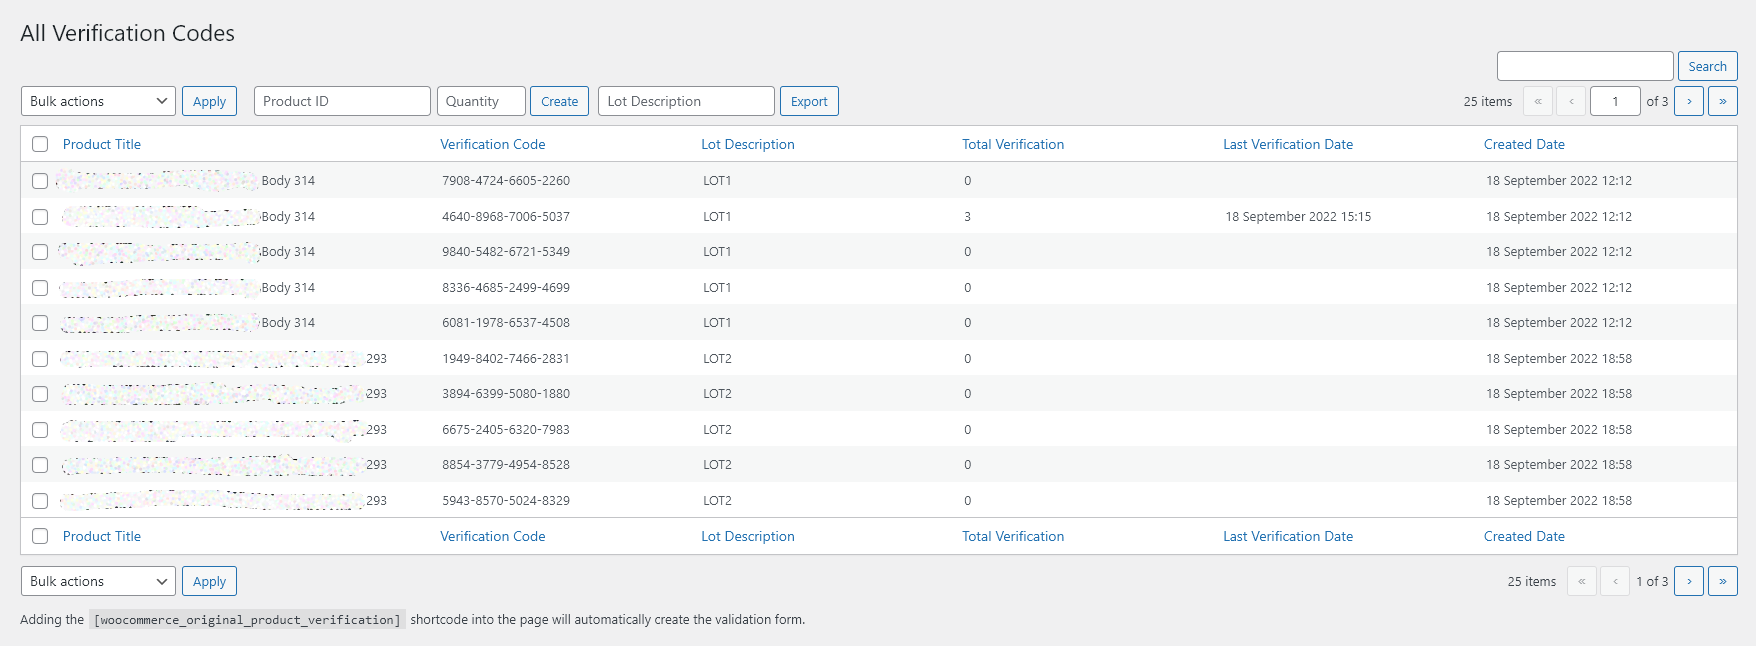 All Verification Codes
Search
Bulk actions Apply Product ID Quantity Create Lot Description Export 25 items « ‹ 1 of 3 › »
Product Title Verification Code Lot Description Total Verification Last Verification Date Created Date
Body 314 7908-4724-6605-2260 LOT1 0 18 September 2022 12:12
Body 314 4640-8968-7006-5037 LOT1 3 18 September 2022 15:15 18 September 2022 12:12
Body 314 9840-5482-6721-5349 LOT1 0 18 September 2022 12:12
Body 314 8336-4685-2499-4699 LOT1 0 18 September 2022 12:12
Body 314 6081-1978-6537-4508 LOT1 0 18 September 2022 12:12
293 1949-8402-7466-2831 LOT2 0 18 September 2022 18:58
293 3894-6399-5080-1880 LOT2 0 18 September 2022 18:58
293 6675-2405-6320-7983 LOT2 0 18 September 2022 18:58
293 8854-3779-4954-8528 LOT2 0 18 September 2022 18:58
293 5943-8570-5024-8329 LOT2 0 18 September 2022 18:58
Product Title Verification Code Lot Description Total Verification Last Verification Date Created Date
Bulk actions Apply 25 items « ‹ 1 of 3 › »
Adding the [woocommerce_original_product_verification] shortcode into the page will automatically create the validation form.